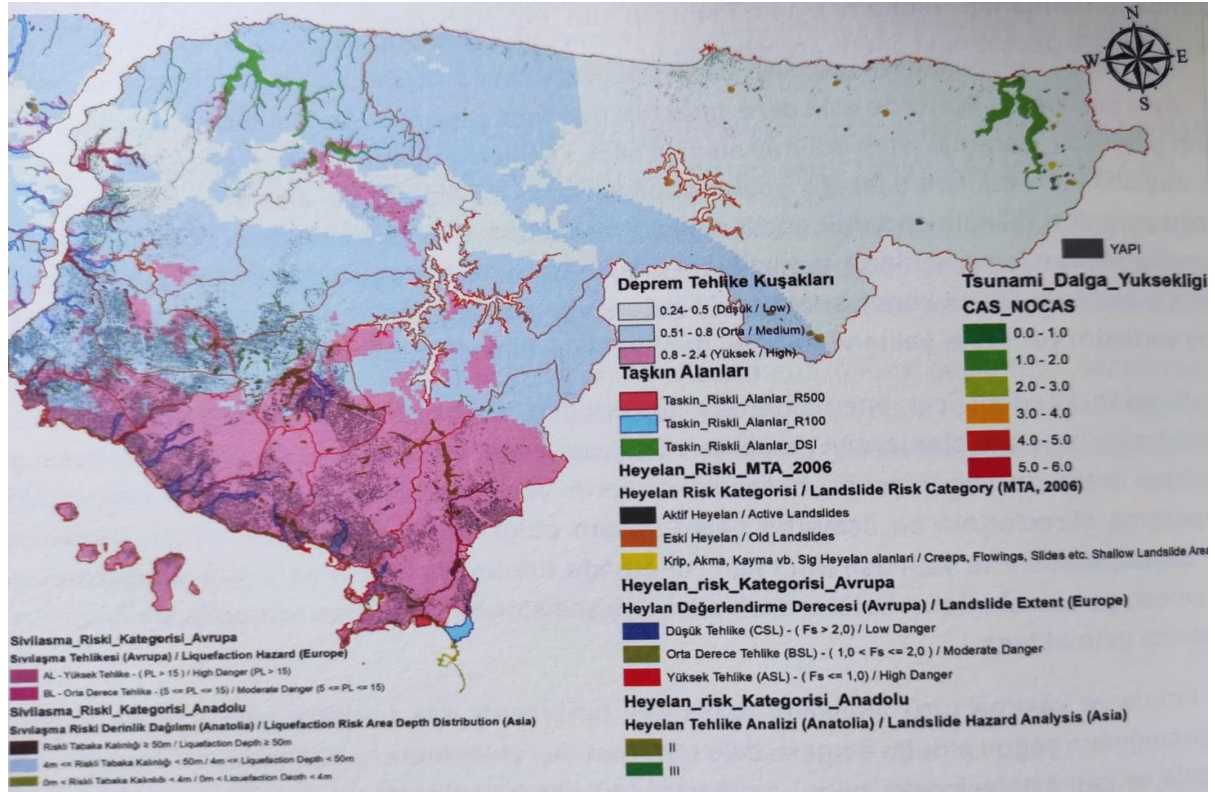 N
W
E
S
YAPI
Deprem Tehlike Kuşakları
0.24- 0.5 (Düşük / Low)
0.51 - 0.8 (Orta / Medium)
0.8 - 2.4 (Yüksek / High)
Taşkın Alanları
Taskin_Riskli_Alanlar_R500
Taskin_Riskli_Alanlar_R100
Taskin_Riskli_Alanlar_DSI
Heyelan_Riski_MTA_2006
Heyelan Risk Kategorisi / Landslide Risk Category (MTA, 2006)
Aktif Heyelan / Active Landslides
Eski Heyelan / Old Landslides
Krip, Akma, Kayma v.. Sig Heyelan alanlari / Creeps, Flowings, Slides etc. Shallow Landslide Area
Heyelan_risk_Kategorisi_Avrupa
Heylan Değerlendirme Derecesi (Avrupa) / Landslide Extent (Europe)
Düşük Tehlike (CSL) - ( Fs > 2,0) / Low Danger
Orta Derece Tehlike (BSL) - ( 1,0 < Fs <= 2,0 ) / Moderate Danger
Yüksek Tehlike (ASL) - ( Fs <= 1,0) / High Danger
Heyelan_risk_Kategorisi_Anadolu
Heyelan Tehlike Analizi (Anatolia) / Landslide Hazard Analysis (Asia)
II
III
Tsunami_Dalga_Yuksekligi
CAS_NOCAS
0.0 - 1.0
1.0 - 2.0
2.0 - 3.0
3.0 - 4.0
4.0 - 5.0
5.0 - 6.0
Sivilasma_Riski_Kategorisi_Avrupa
Sıvılaşma Tehlikesi (Avrupa) / Liquefaction Hazard (Europe)
AL - Yüksek Tehlike - ( PL > 15) / High Danger (PL > 15)
BL - Orta Derece Tehlike - (5 <= PL <= 15) / Moderate Danger (5 <= PL <= 15)
Sivilasma_Riski_Kategorisi_Anadolu
Sıvılaşma Riski Derinlik Dağılımı (Anatolia) / Liquefaction Risk Area Depth Distribution (Asia)
Riskli Tabaka Kalınlığı ≥ 50m / Liquefaction Depth ≥ 50m
4m <= Riskli Tabaka Kalınlığı < 50m / 4m <= Liquefaction Depth < 50m
0m < Riskli Tabaka Kalınlığı < 4m / 0m < Liquefaction Depth < 4m